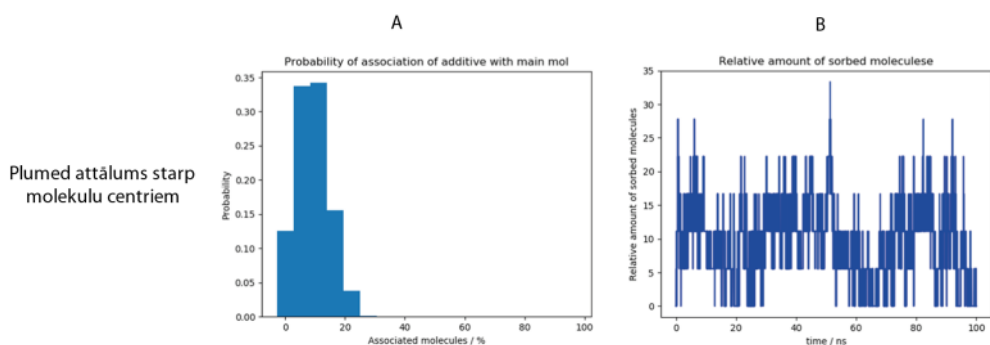 A
B
Plumed attālums starp
molekulu centriem
Probability of association of additive with main mol
Probability
0.35
0.30
0.25
0.20
0.15
0.10
0.05
0.00
0 20 40 60 80 100
Associated molecules / %
Relative amount of sorbed moleculese
Relative amount of sorbed molecules
35
30
25
20
15
10
5
0
0 20 40 60 80 100
time / ns